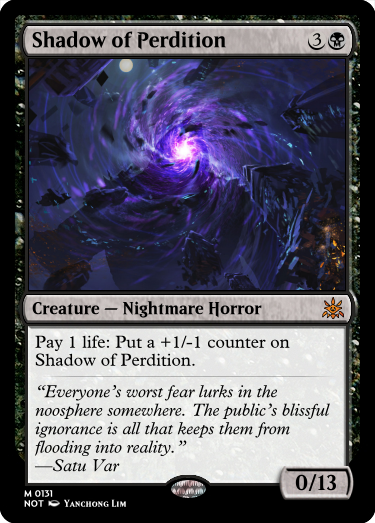 Shadow of Perdition 3
Creature — Nightmare Horror
Pay 1 life: Put a +1/-1 counter on
Shadow of Perdition.
“Everyone’s worst fear lurks in the
noosphere somewhere. The public’s blissful
ignorance is all that keeps them from
flooding into reality.”
—Satu Var
0/13
M 0131
NOT Yanchong Lim